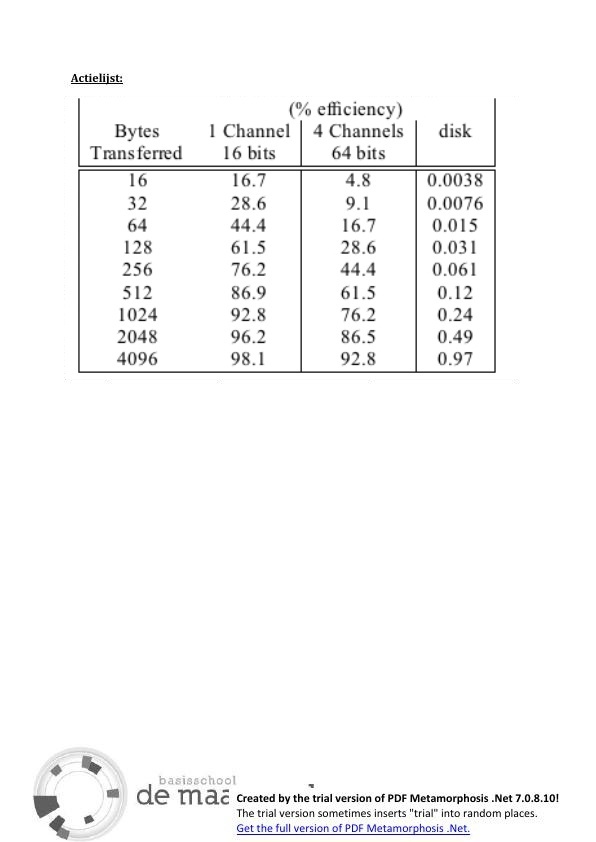 Actielijst:
(% efficiency)
Bytes 1 Channel 4 Channels disk
Transferred 16 bits 64 bits
16 16.7 4.8 0.0038
32 28.6 9.1 0.0076
64 44.4 16.7 0.015
128 61.5 28.6 0.031
256 76.2 44.4 0.061
512 86.9 61.5 0.12
1024 92.8 76.2 0.24
2048 96.2 86.5 0.49
4096 98.1 92.8 0.97
basisschool
de maa
Created by the trial version of PDF Metamorphosis .Net 7.0.8.10!
The trial version sometimes inserts "trial" into random places.
Get the full version of PDF Metamorphosis .Net.